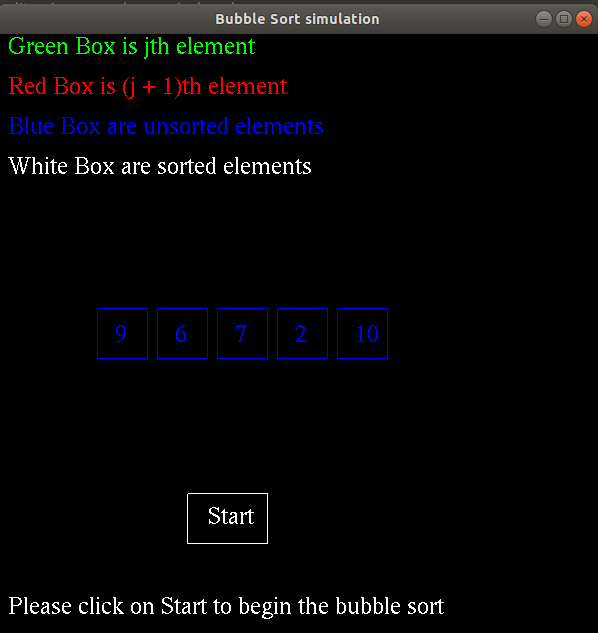 Bubble Sort simulation
Green Box is jth element
Red Box is (j + 1)th element
Blue Box are unsorted elements
White Box are sorted elements
9 6 7 2 10
Start
Please click on Start to begin the bubble sort